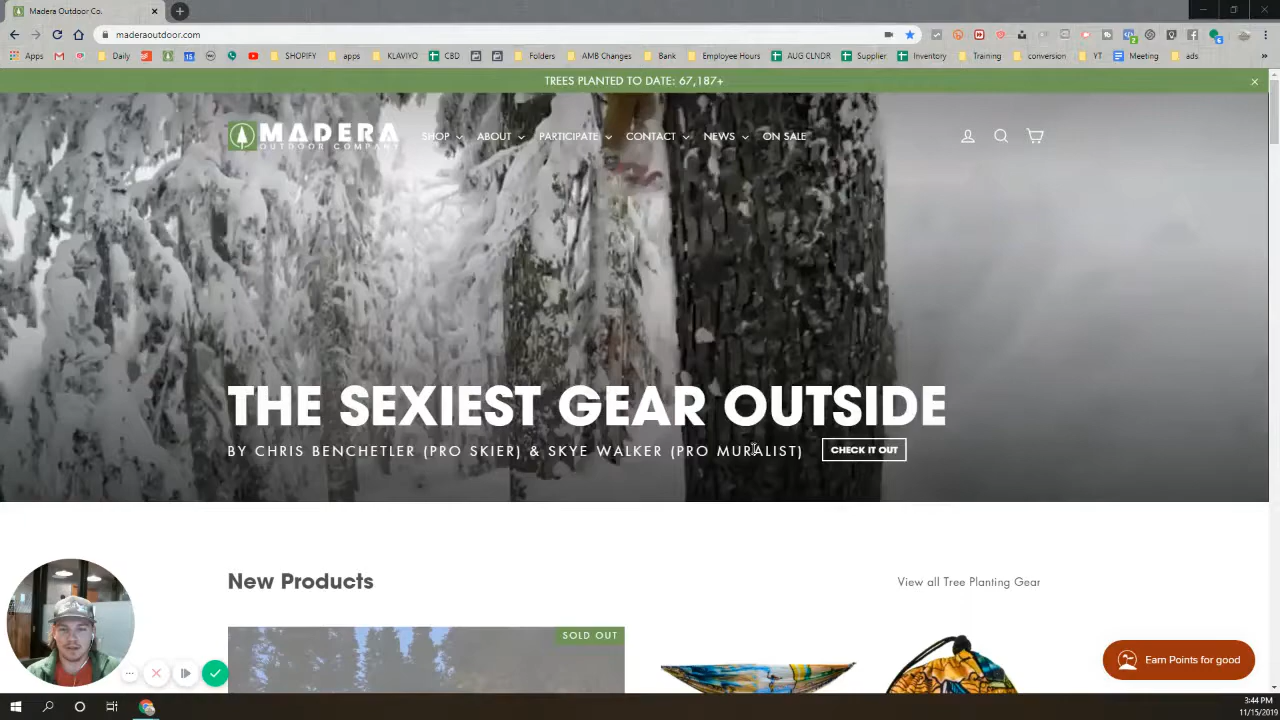 Madera Outdoor Co.
maderaoutdoor.com
Apps Daily 15 SHOPIFY apps KLAVIYO CBD Folders AMB Changes Bank Employee Hours AUG CLNDR Supplier Inventory Training conversion YT Meeting ads
TREES PLANTED TO DATE: 67,187+
MADERA
OUTDOOR COMPANY
SHOP ABOUT PARTICIPATE CONTACT NEWS ON SALE
THE SEXIEST GEAR OUTSIDE
BY CHRIS BENCHETLER (PRO SKIER) & SKYE WALKER (PRO MURALIST) CHECK IT OUT
New Products
View all Tree Planting Gear
SOLD OUT
Earn Points for good
3:44 PM
11/15/2019